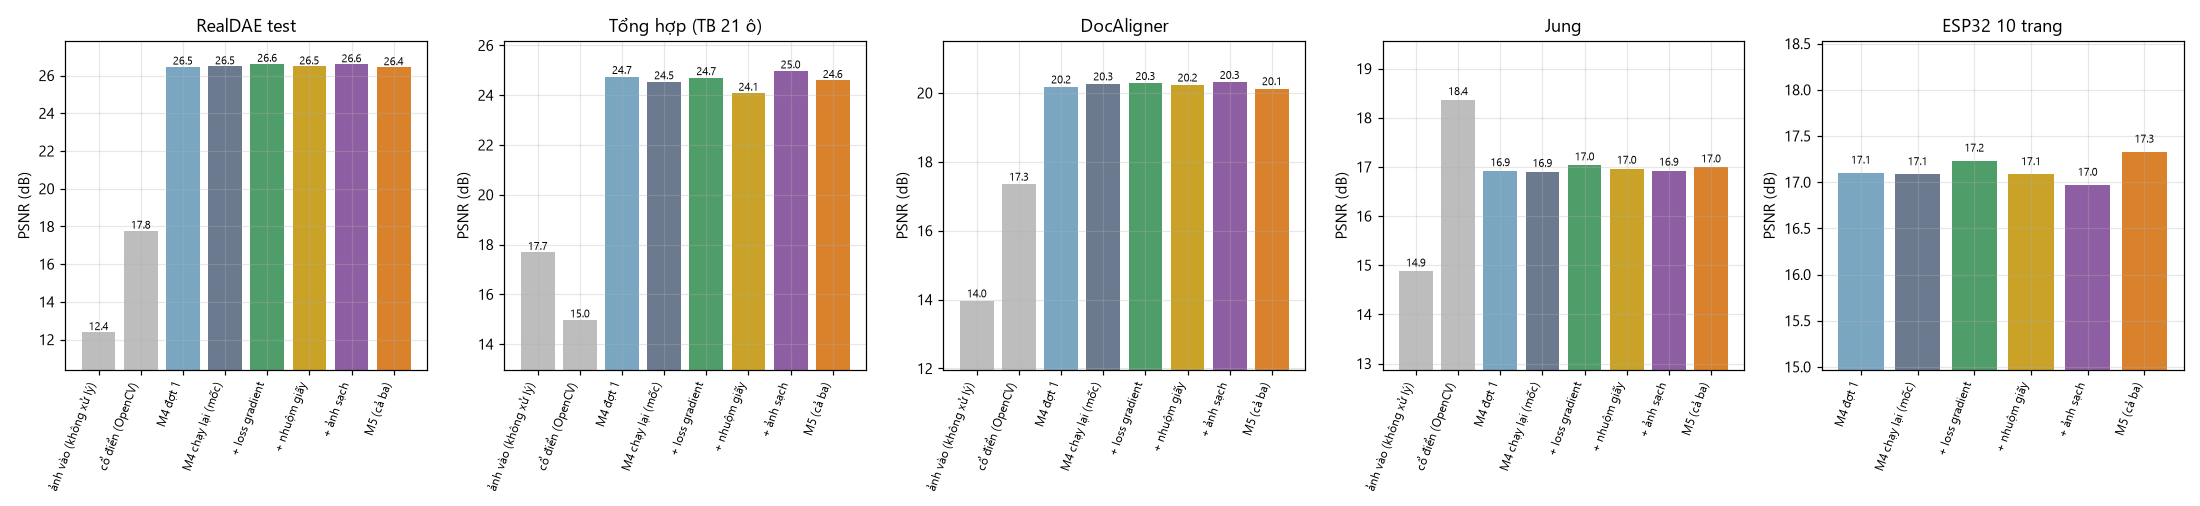 RealDAE test
PSNR (dB)
26
24
22
20
18
16
14
12
12.4
17.8
26.5
26.5
26.6
26.5
26.6
26.4
ảnh vào (không xử lý)
cổ điển (OpenCV)
M4 đợt 1
M4 chạy lại (mốc)
+ loss gradient
+ nhuộm giấy
+ ảnh sạch
M5 (cả ba)
Tổng hợp (TB 21 ô)
PSNR (dB)
26
24
22
20
18
16
14
17.7
15.0
24.7
24.5
24.7
24.1
25.0
24.6
ảnh vào (không xử lý)
cổ điển (OpenCV)
M4 đợt 1
M4 chạy lại (mốc)
+ loss gradient
+ nhuộm giấy
+ ảnh sạch
M5 (cả ba)
DocAligner
PSNR (dB)
20
18
16
14
12
14.0
17.3
20.2
20.3
20.3
20.2
20.3
20.1
ảnh vào (không xử lý)
cổ điển (OpenCV)
M4 đợt 1
M4 chạy lại (mốc)
+ loss gradient
+ nhuộm giấy
+ ảnh sạch
M5 (cả ba)
Jung
PSNR (dB)
19
18
17
16
15
14
13
14.9
18.4
16.9
16.9
17.0
17.0
16.9
17.0
ảnh vào (không xử lý)
cổ điển (OpenCV)
M4 đợt 1
M4 chạy lại (mốc)
+ loss gradient
+ nhuộm giấy
+ ảnh sạch
M5 (cả ba)
ESP32 10 trang
PSNR (dB)
18.5
18.0
17.5
17.0
16.5
16.0
15.5
15.0
17.1
17.1
17.2
17.1
17.0
17.3
M4 đợt 1
M4 chạy lại (mốc)
+ loss gradient
+ nhuộm giấy
+ ảnh sạch
M5 (cả ba)